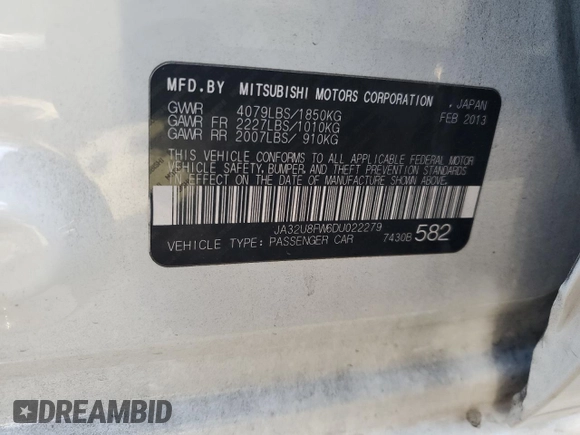 MFD.BY MITSUBISHI MOTORS CORPORATION , JAPAN
GVWR 4079LBS/1850KG FEB 2013
GAWR FR 2227LBS/1010KG
GAWR RR 2007LBS/ 910KG
THIS VEHICLE CONFORMS TO ALL APPLICABLE FEDERAL MOTOR
VEHICLE SAFETY, BUMPER, AND THEFT PREVENTION STANDARDS
IN EFFECT ON THE DATE OF MANUFACTURE SHOWN ABOVE.
JA32U8FW6DU022279
VEHICLE TYPE: PASSENGER CAR 7430B 582
DREAMBID